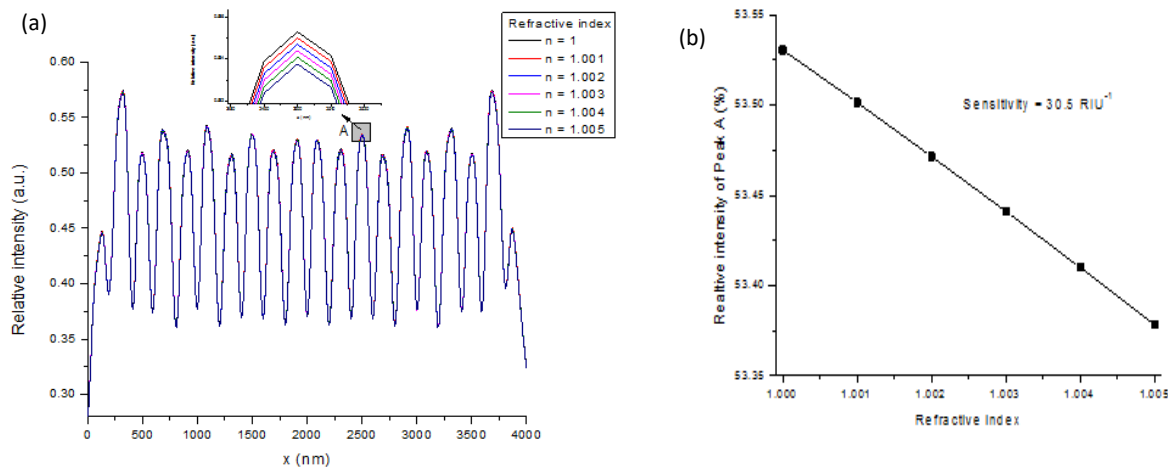 (a)
Refractive index
n = 1
n = 1.001
n = 1.002
n = 1.003
n = 1.004
n = 1.005
A
0.60
0.55
0.50
0.45
0.40
0.35
0.30
Relative intensity (a.u.)
0 500 1000 1500 2000 2500 3000 3500 4000
x (nm)
(b)
53.55
53.50
53.45
53.40
53.35
Realtive intensity of Peak A (%)
Sensitivity = 30.5 RIU⁻¹
1.000 1.001 1.002 1.003 1.004 1.005
Refractive Index